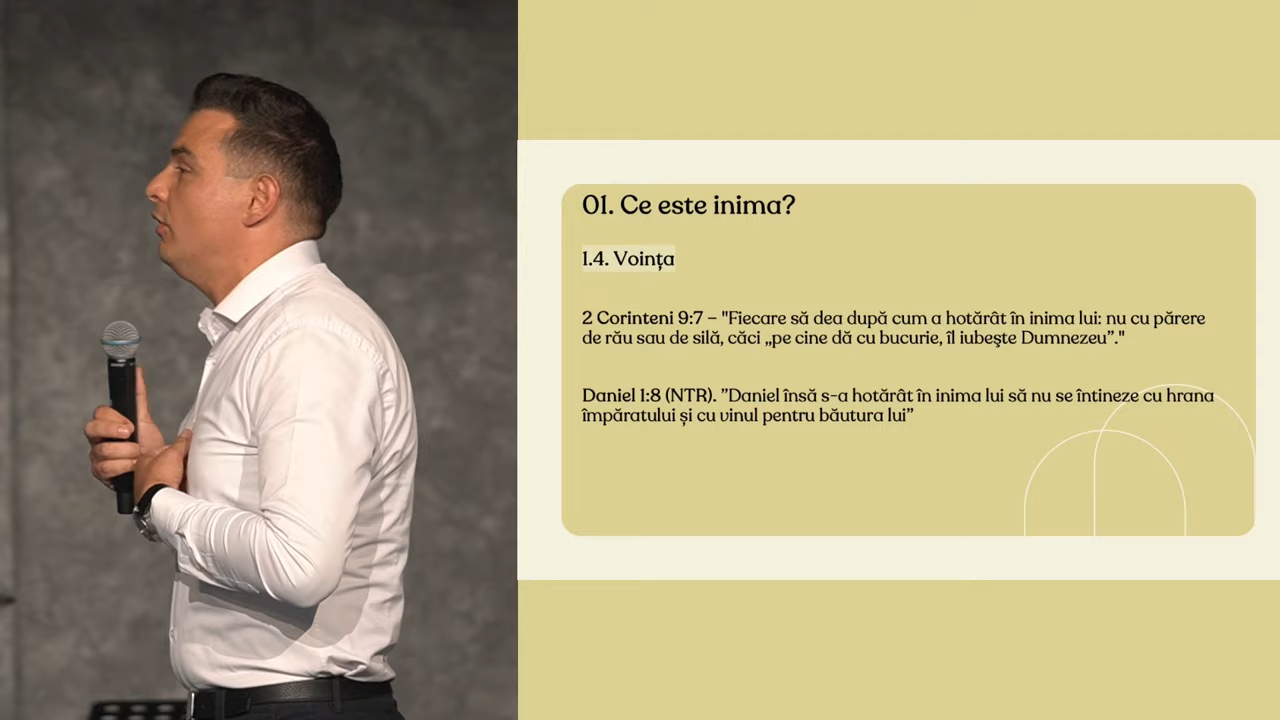 01. Ce este inima?
1.4. Voința
2 Corinteni 9:7 – "Fiecare să dea după cum a hotărât în inima lui: nu cu părere
de rău sau de silă, căci „pe cine dă cu bucurie, îl iubeşte Dumnezeu”."
Daniel 1:8 (NTR). ”Daniel însă s-a hotărât în inima lui să nu se întineze cu hrana
împăratului și cu vinul pentru băutura lui”